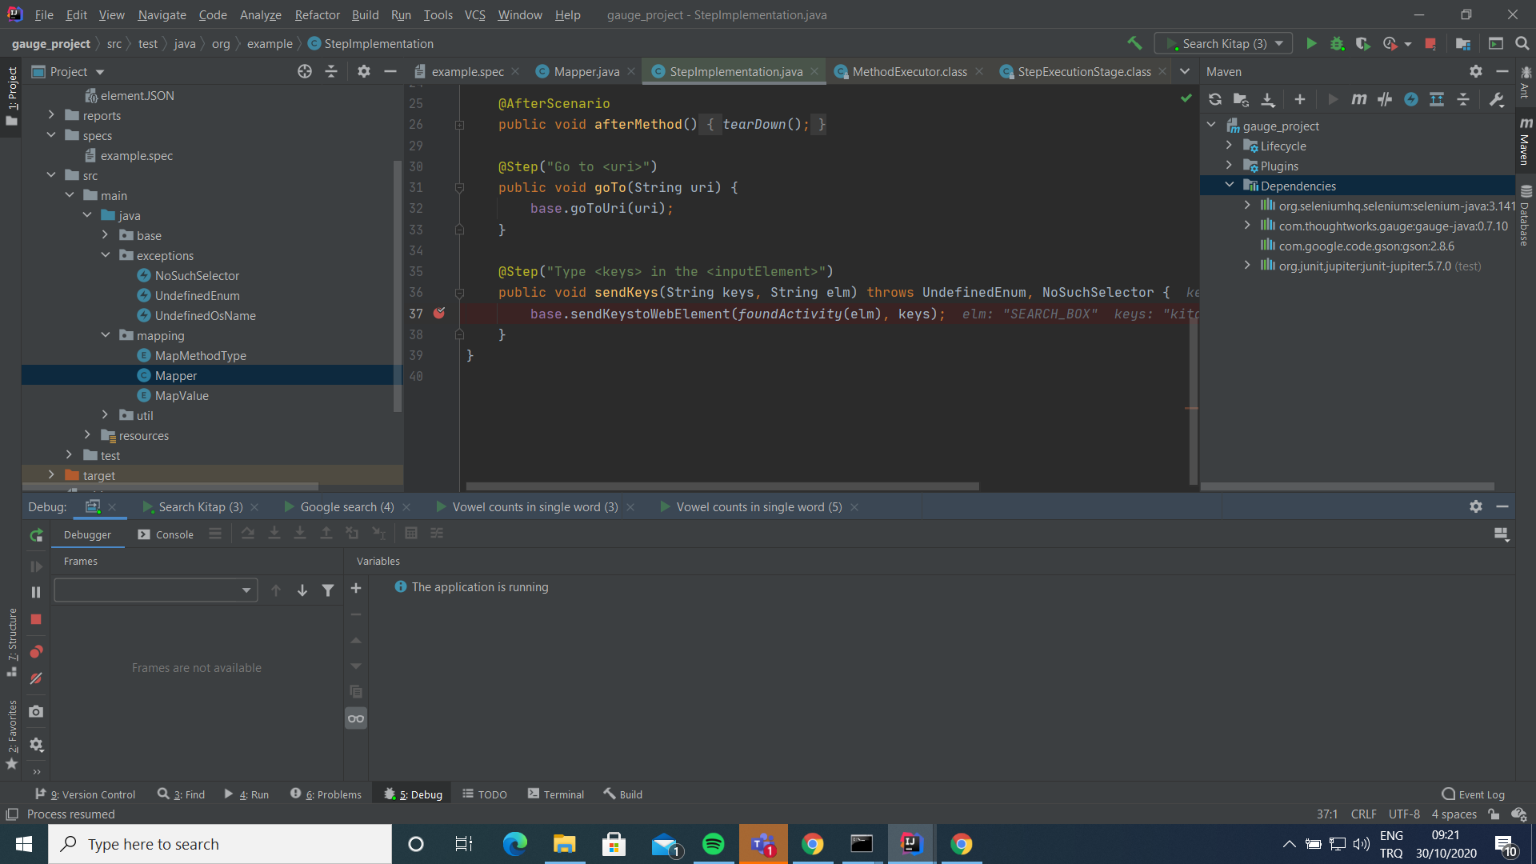 File Edit View Navigate Code Analyze Refactor Build Run Tools VCS Window Help gauge_project - StepImplementation.java
gauge_project src test java org example StepImplementation
Search Kitap (3)
1: Project
Project
example.spec Mapper.java StepImplementation.java MethodExecutor.class StepExecutionStage.class
Maven
element.JSON
reports
specs
example.spec
src
main
java
base
exceptions
NoSuchSelector
UndefinedEnum
UndefinedOsName
mapping
MapMethodType
Mapper
MapValue
util
resources
test
target
25 @AfterScenario
26 public void afterMethod() { tearDown(); }
29
30 @Step("Go to <uri>")
31 public void goTo(String uri) {
32 base.goToUri(uri);
33 }
34
35 @Step("Type <keys> in the <inputElement>")
36 public void sendKeys(String keys, String elm) throws UndefinedEnum, NoSuchSelector { ke
37 base.sendKeystoWebElement(foundActivity(elm), keys); elm: "SEARCH_BOX" keys: "kita
38 }
39 }
40
gauge_project
Lifecycle
Plugins
Dependencies
org.seleniumhq.selenium:selenium-java:3.141
com.thoughtworks.gauge:gauge-java:0.7.10
com.google.code.gson:gson:2.8.6
org.junit.jupiter:junit-jupiter:5.7.0 (test)
Ant
Maven
Database
Debug: Search Kitap (3) Google search (4) Vowel counts in single word (3) Vowel counts in single word (5)
Debugger Console
Frames Variables
The application is running
Frames are not available
7: Structure
2: Favorites
9: Version Control 3: Find 4: Run 6: Problems 5: Debug TODO Terminal Build Event Log
Process resumed 37:1 CRLF UTF-8 4 spaces
Type here to search
1
1
ENG
TRQ
09:21
30/10/2020
10